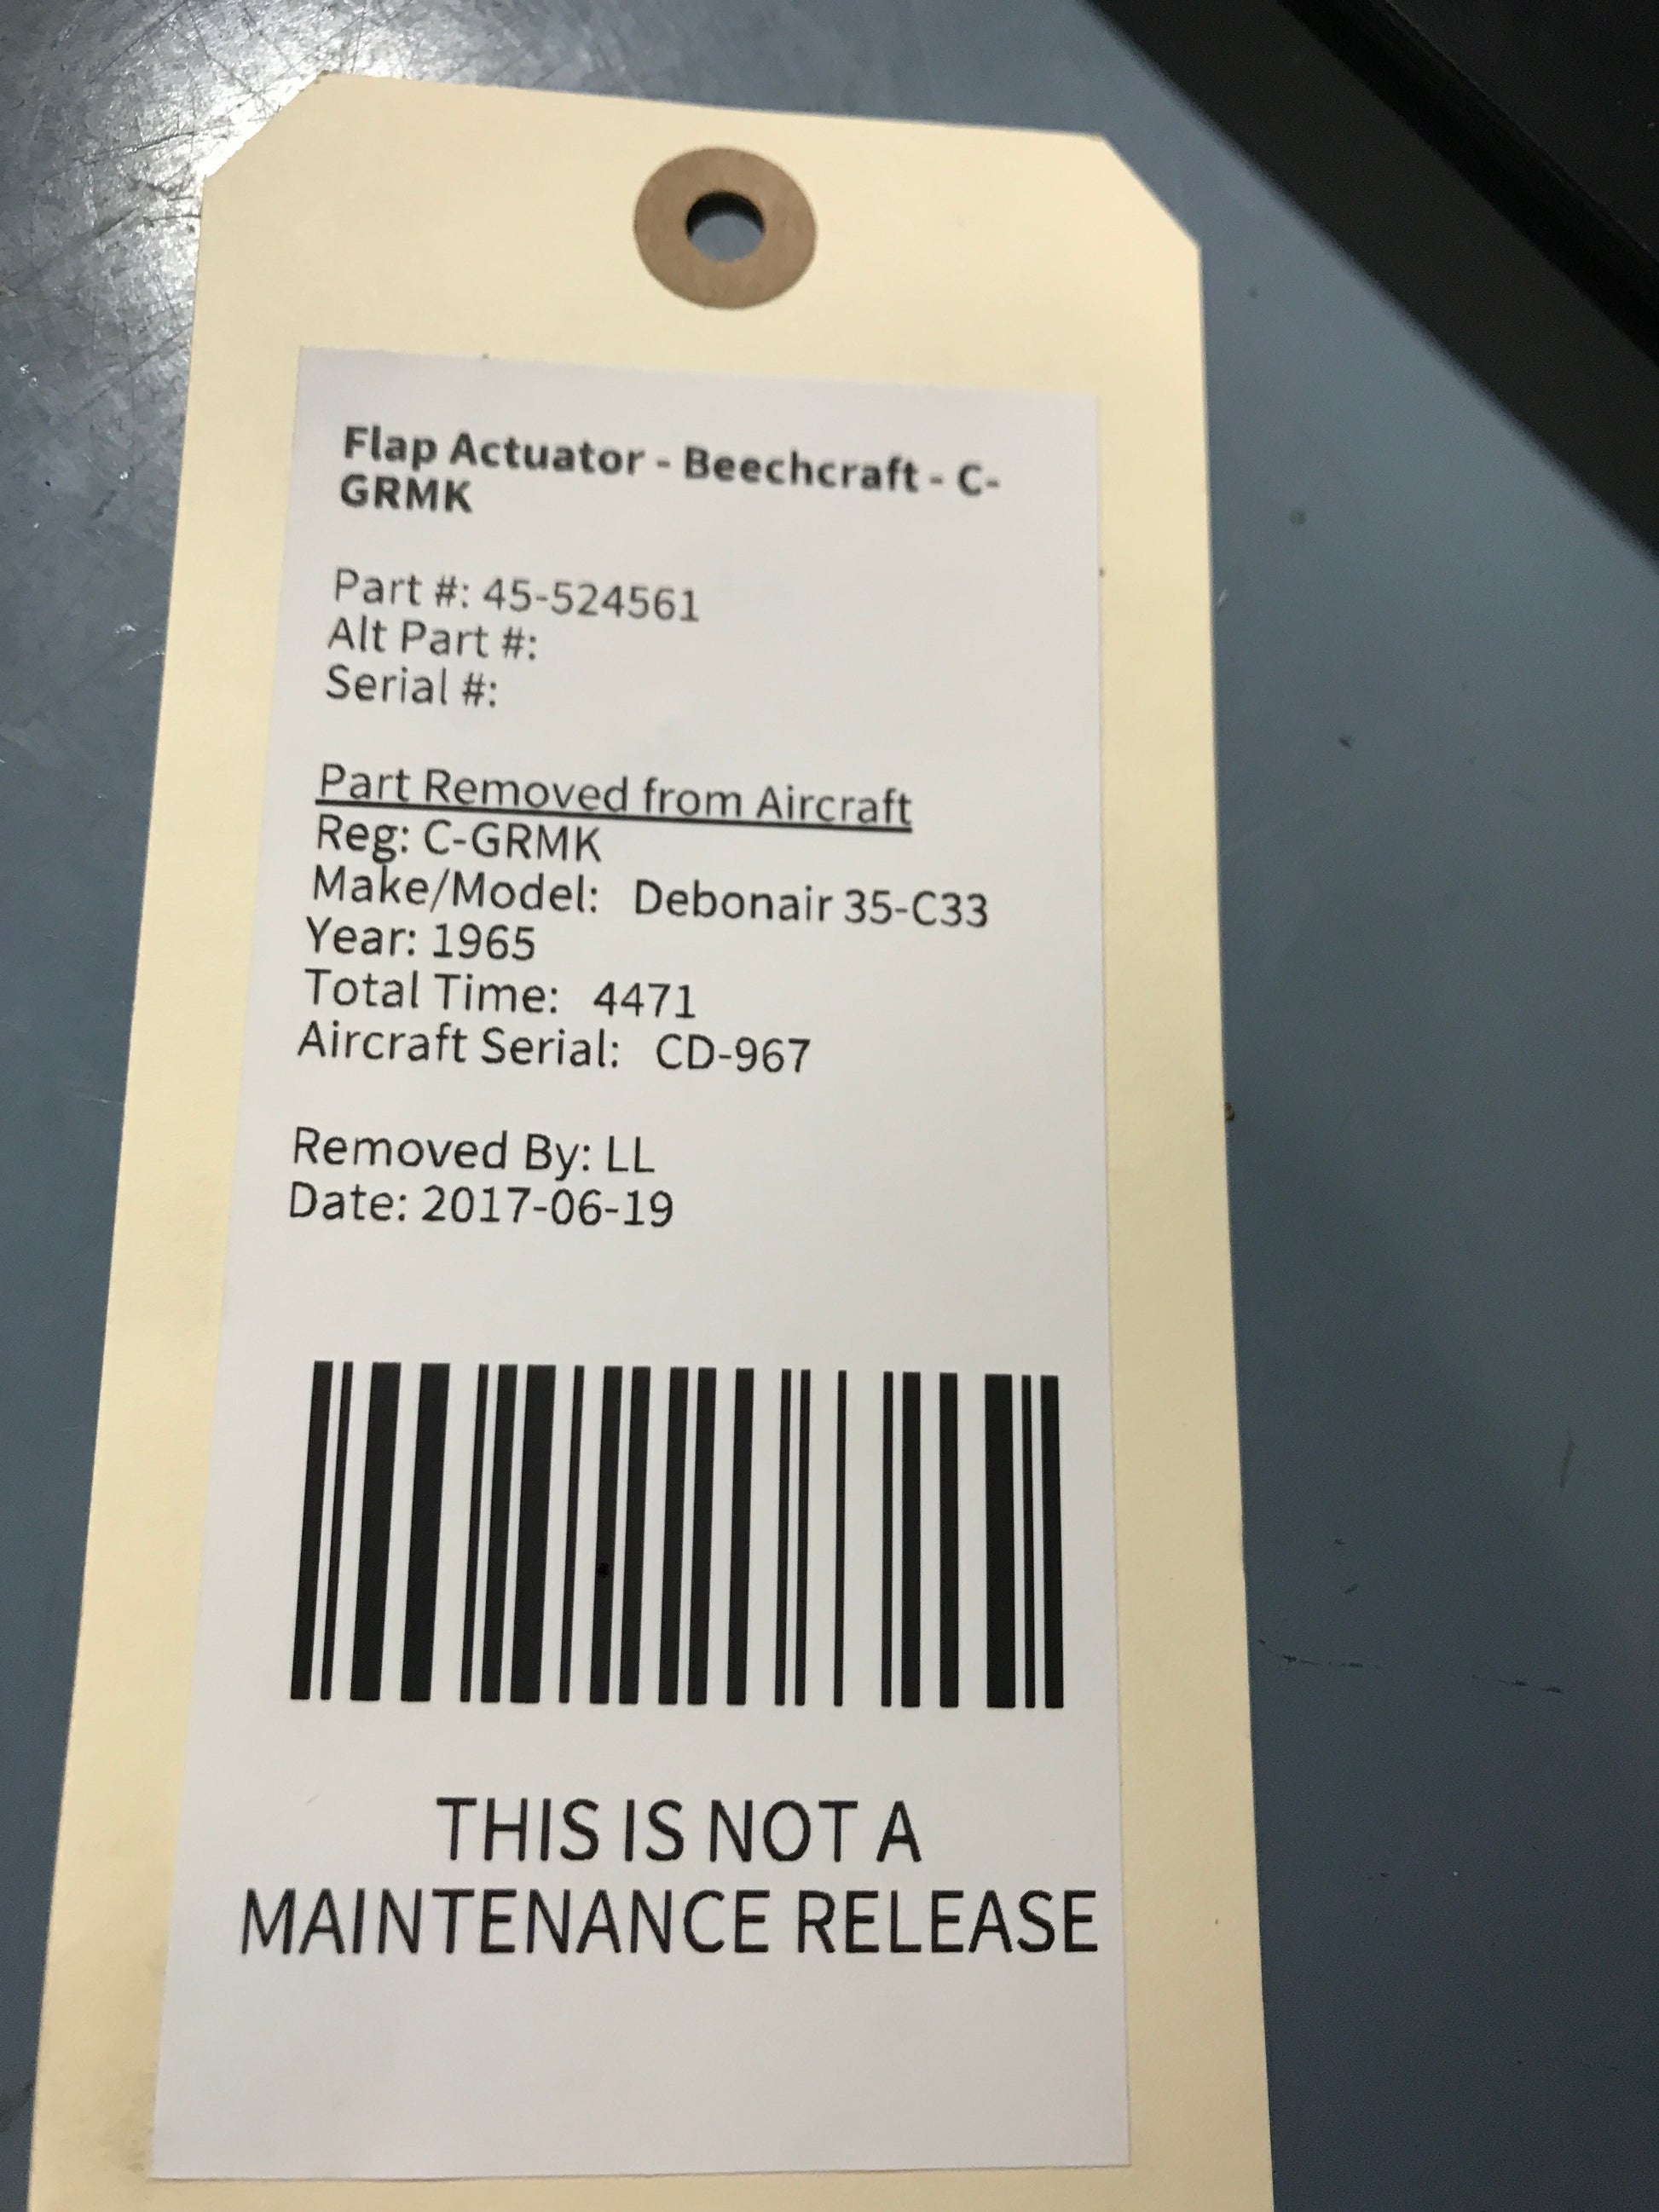 Flap Actuator - Beechcraft - C-
GRMK
Part #: 45-524561
Alt Part #:
Serial #:
Part Removed from Aircraft
Reg: C-GRMK
Make/Model: Debonair 35-C33
Year: 1965
Total Time: 4471
Aircraft Serial: CD-967
Removed By: LL
Date: 2017-06-19
THIS IS NOT A
MAINTENANCE RELEASE